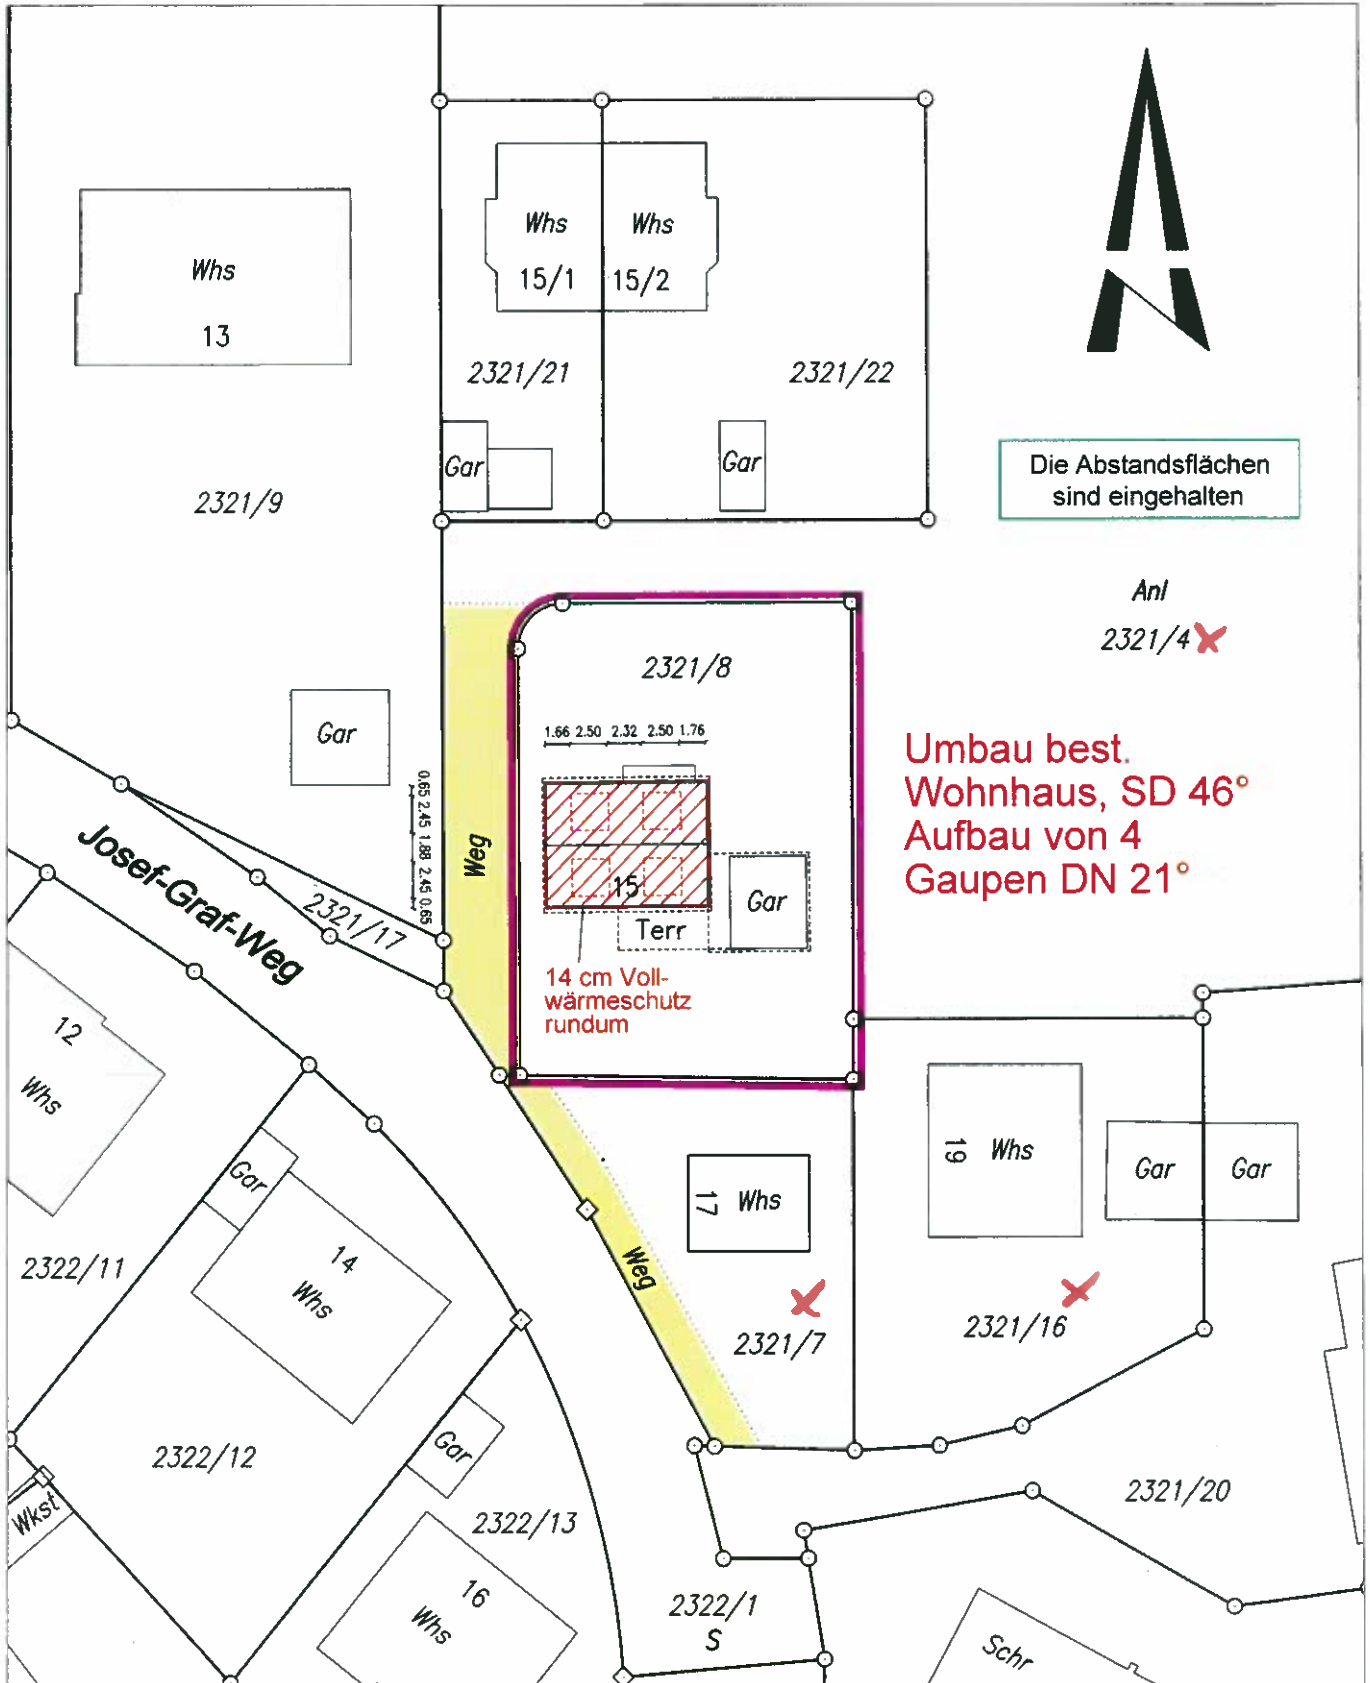 Whs
15/1
Whs
15/2
Whs
13
2321/21
2321/22
Gar
Gar
Die Abstandsflächen
sind eingehalten
2321/9
Anl
2321/4
2321/8
Gar
1.66 2.50 2.32 2.50 1.76
Umbau best.
Wohnhaus, SD 46°
Aufbau von 4
Gaupen DN 21°
0.65 2.45 1.88 2.45 0.65
Weg
15
Gar
Terr
Josef-Graf-Weg
2321/17
14 cm Voll-
wärmeschutz
rundum
12
Whs
Gar
17 Whs
19 Whs
Gar
Gar
2322/11
14
Whs
Weg
2321/7
2321/16
2322/12
Gar
2321/20
Wkst
2322/13
16
Whs
2322/1
S
Schr